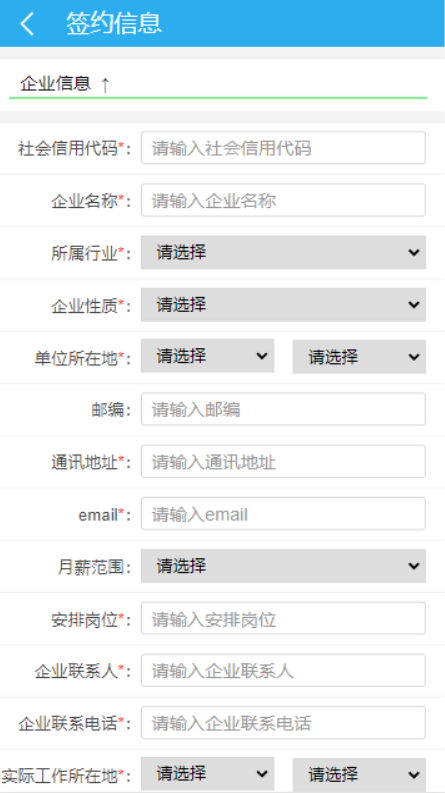 签约信息
企业信息 ↑
社会信用代码*: 请输入社会信用代码
企业名称*: 请输入企业名称
所属行业*: 请选择
企业性质*: 请选择
单位所在地*: 请选择 请选择
邮编: 请输入邮编
通讯地址*: 请输入通讯地址
email*: 请输入email
月薪范围: 请选择
安排岗位*: 请输入安排岗位
企业联系人*: 请输入企业联系人
企业联系电话*: 请输入企业联系电话
实际工作所在地*: 请选择 请选择